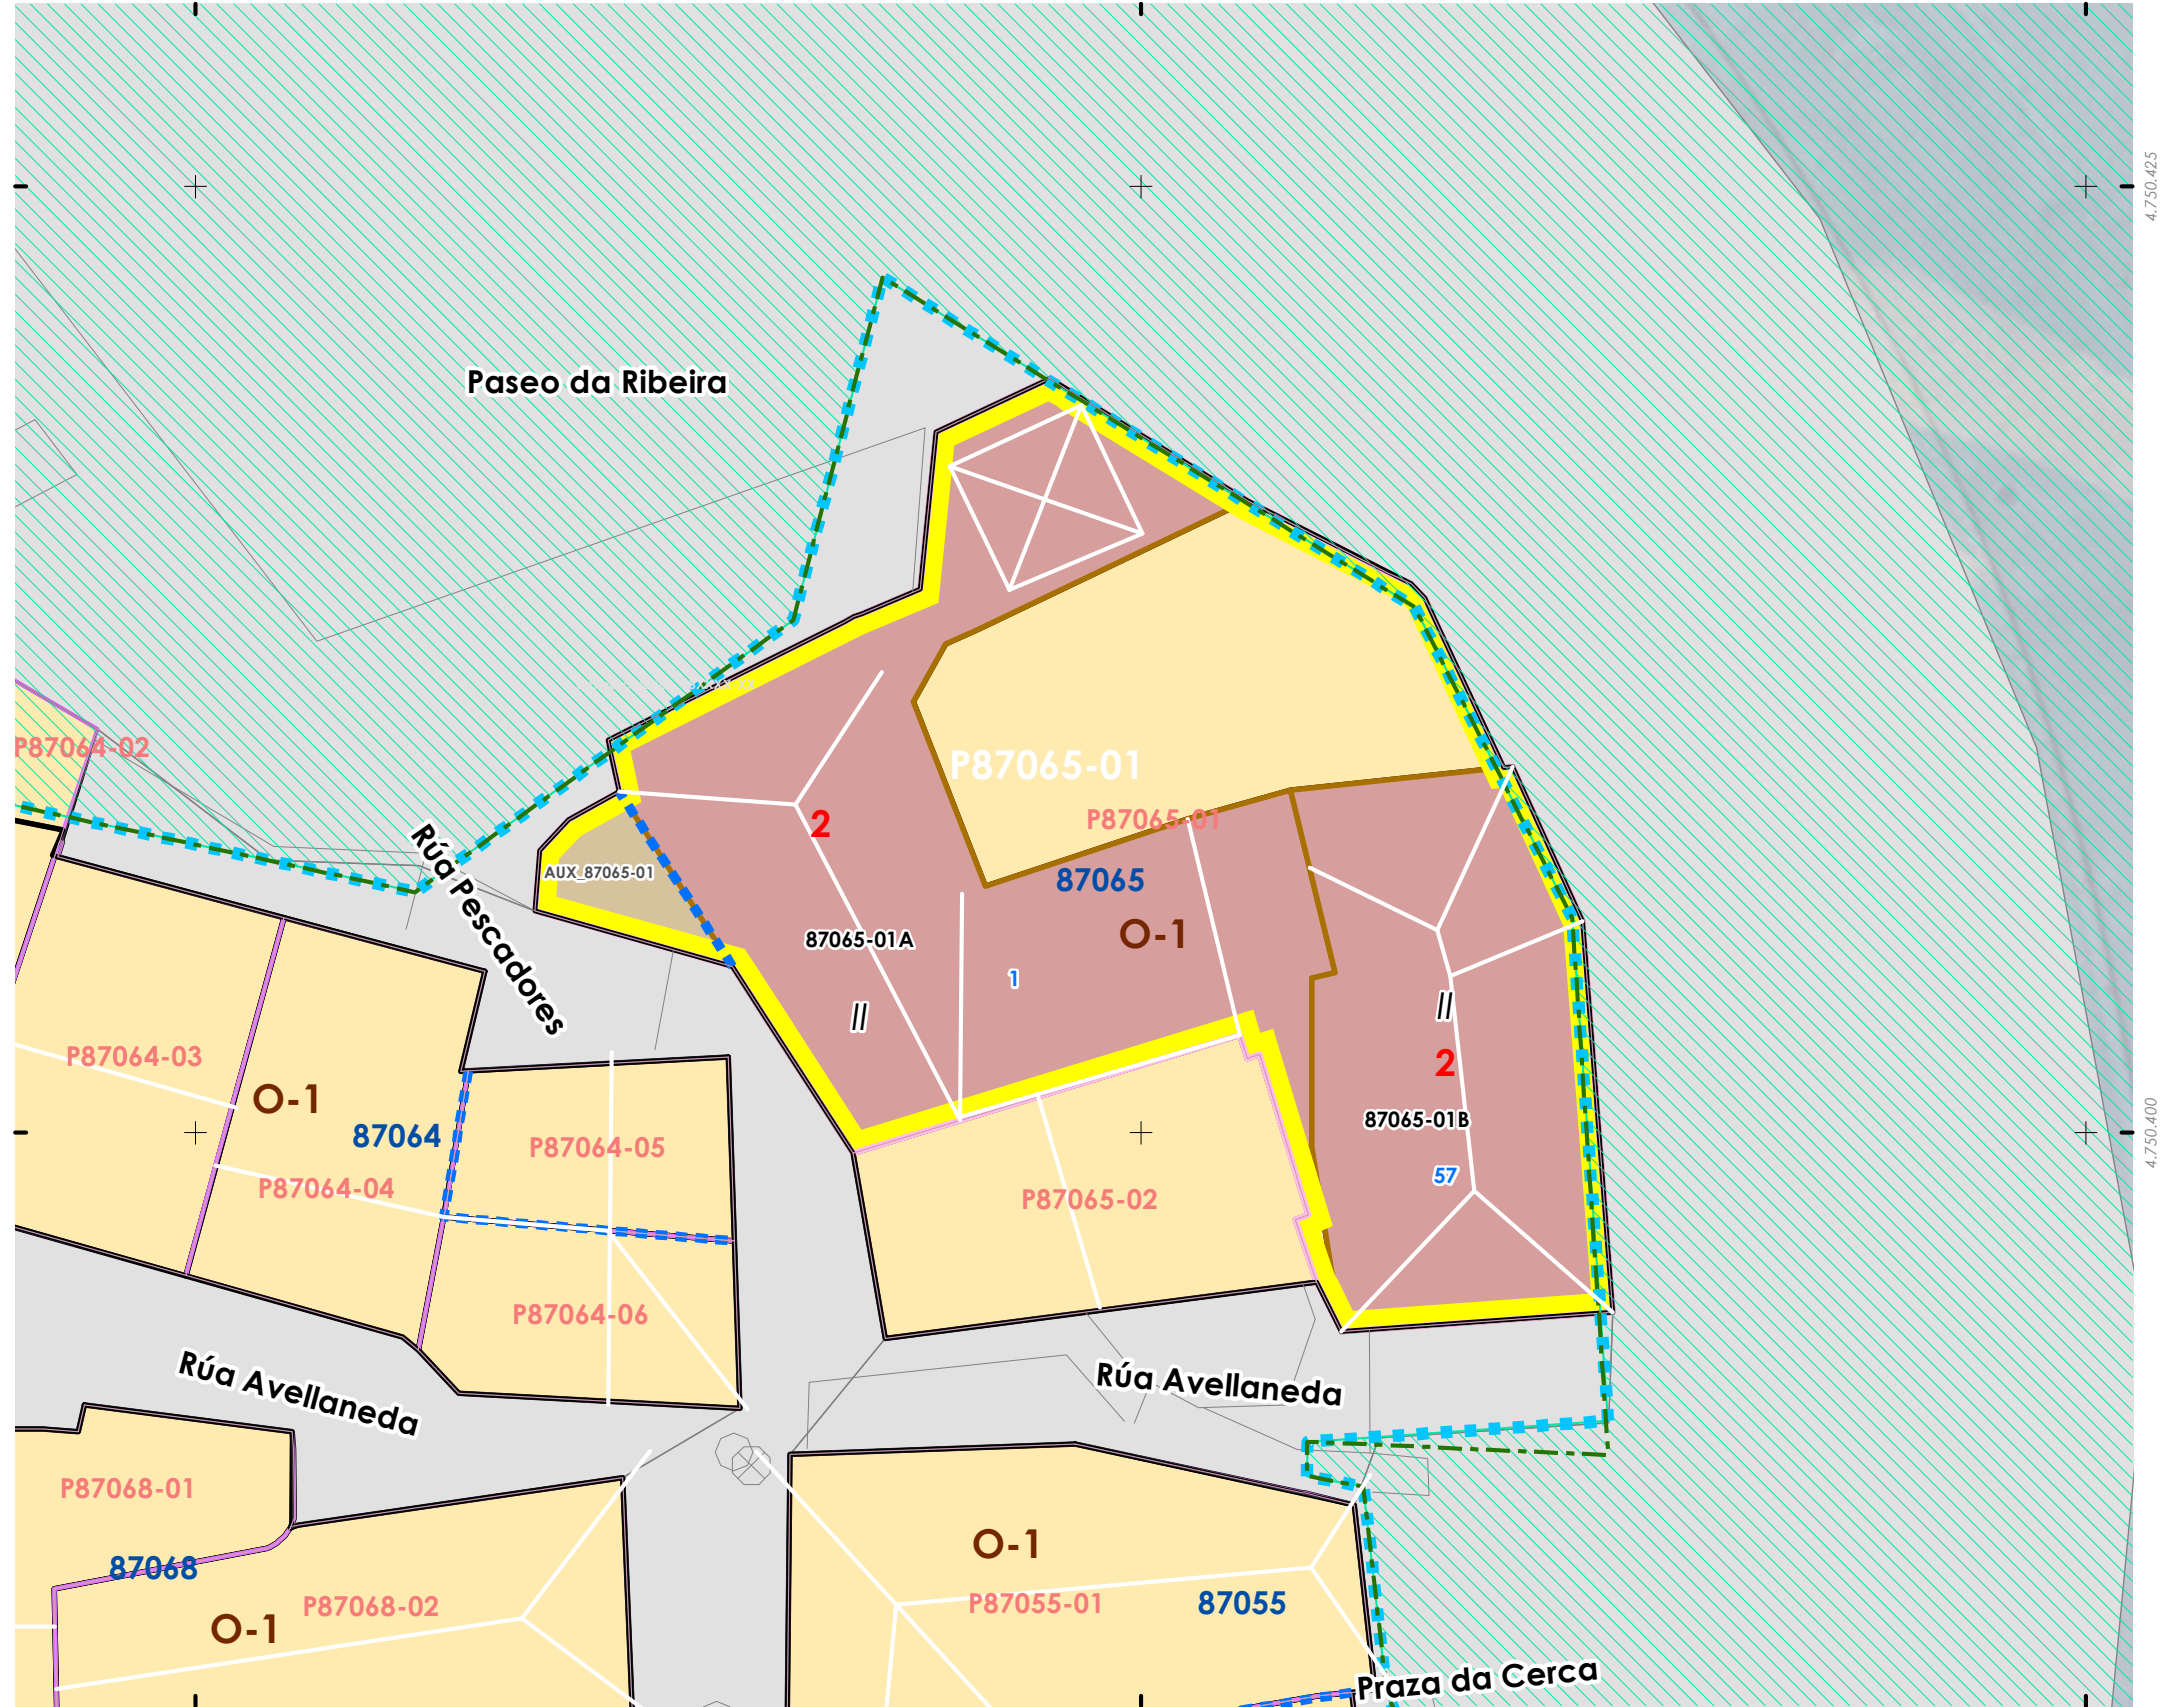 4.750.425
Paseo da Ribeira
P87064-02
P87065-01
P87065-01
2
Rúa Pescadores
AUX_87065-01
87065
87065-01A
O-1
1
||
||
P87064-03
O-1
87064
2
4.750.400
87065-01B
P87064-05
57
P87064-04
P87065-02
P87064-06
Rúa Avellaneda
Rúa Avellaneda
P87068-01
O-1
87068
P87068-02
P87055-01
87055
O-1
Praza da Cerca